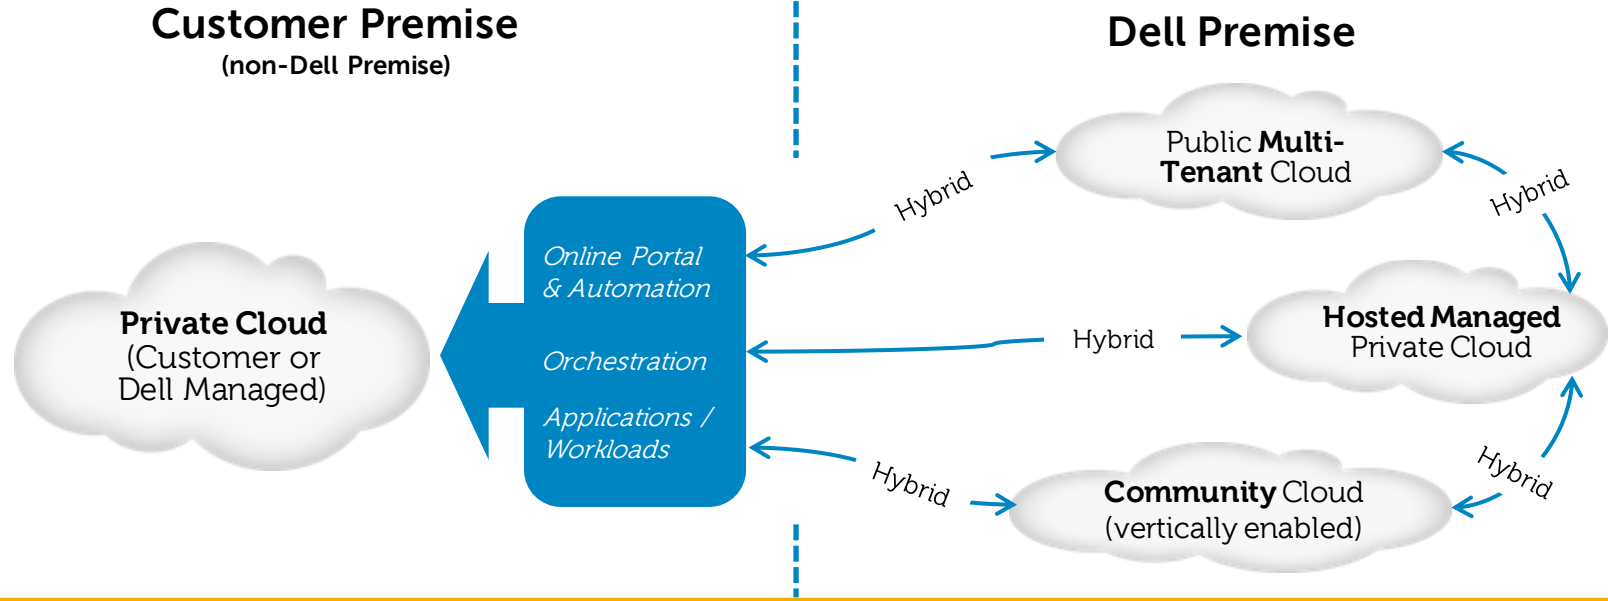 Customer Premise
(non-Dell Premise)
Dell Premise
Public Multi-
Tenant Cloud
Hybrid
Hybrid
Online Portal
& Automation
Private Cloud
(Customer or
Dell Managed)
Orchestration
Hybrid
Hosted Managed
Private Cloud
Applications /
Workloads
Hybrid
Hybrid
Community Cloud
(vertically enabled)